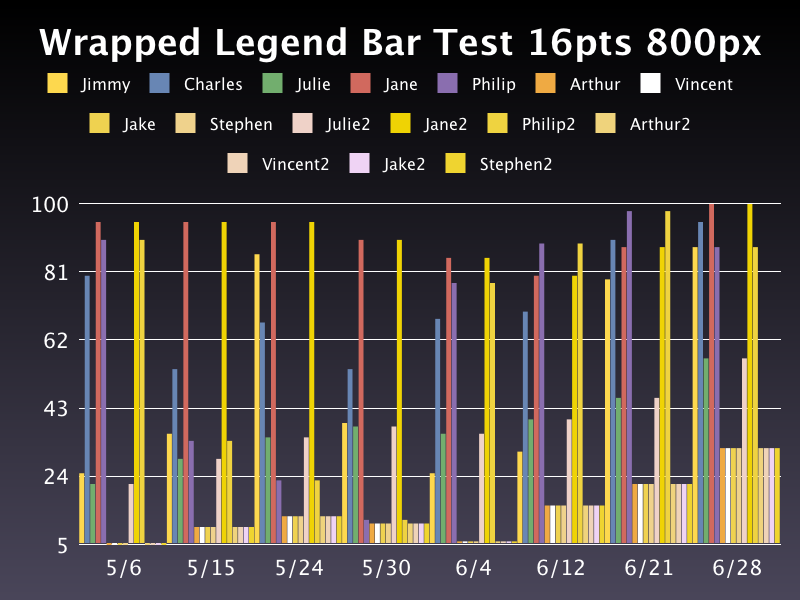 Wrapped Legend Bar Test 16pts 800px
Jimmy Charles Julie Jane Philip Arthur Vincent
Jake Stephen Julie2 Jane2 Philip2 Arthur2
Vincent2 Jake2 Stephen2
100
81
62
43
24
5
5/6 5/15 5/24 5/30 6/4 6/12 6/21 6/28